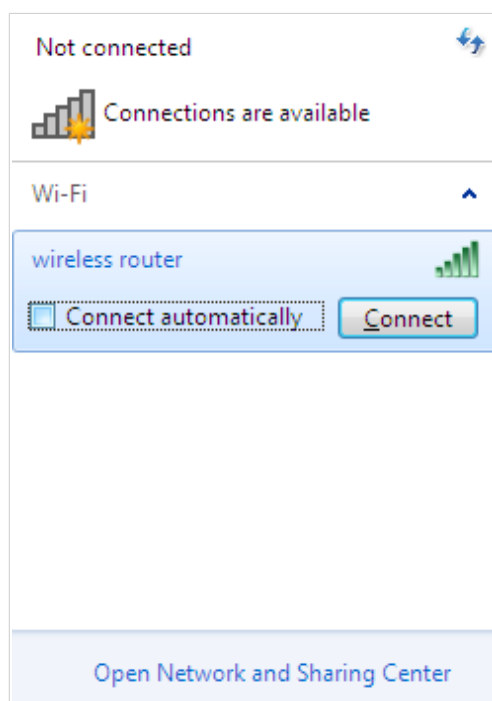 Not connected
Connections are available
Wi-Fi
wireless router
Connect automatically
Connect
Open Network and Sharing Center